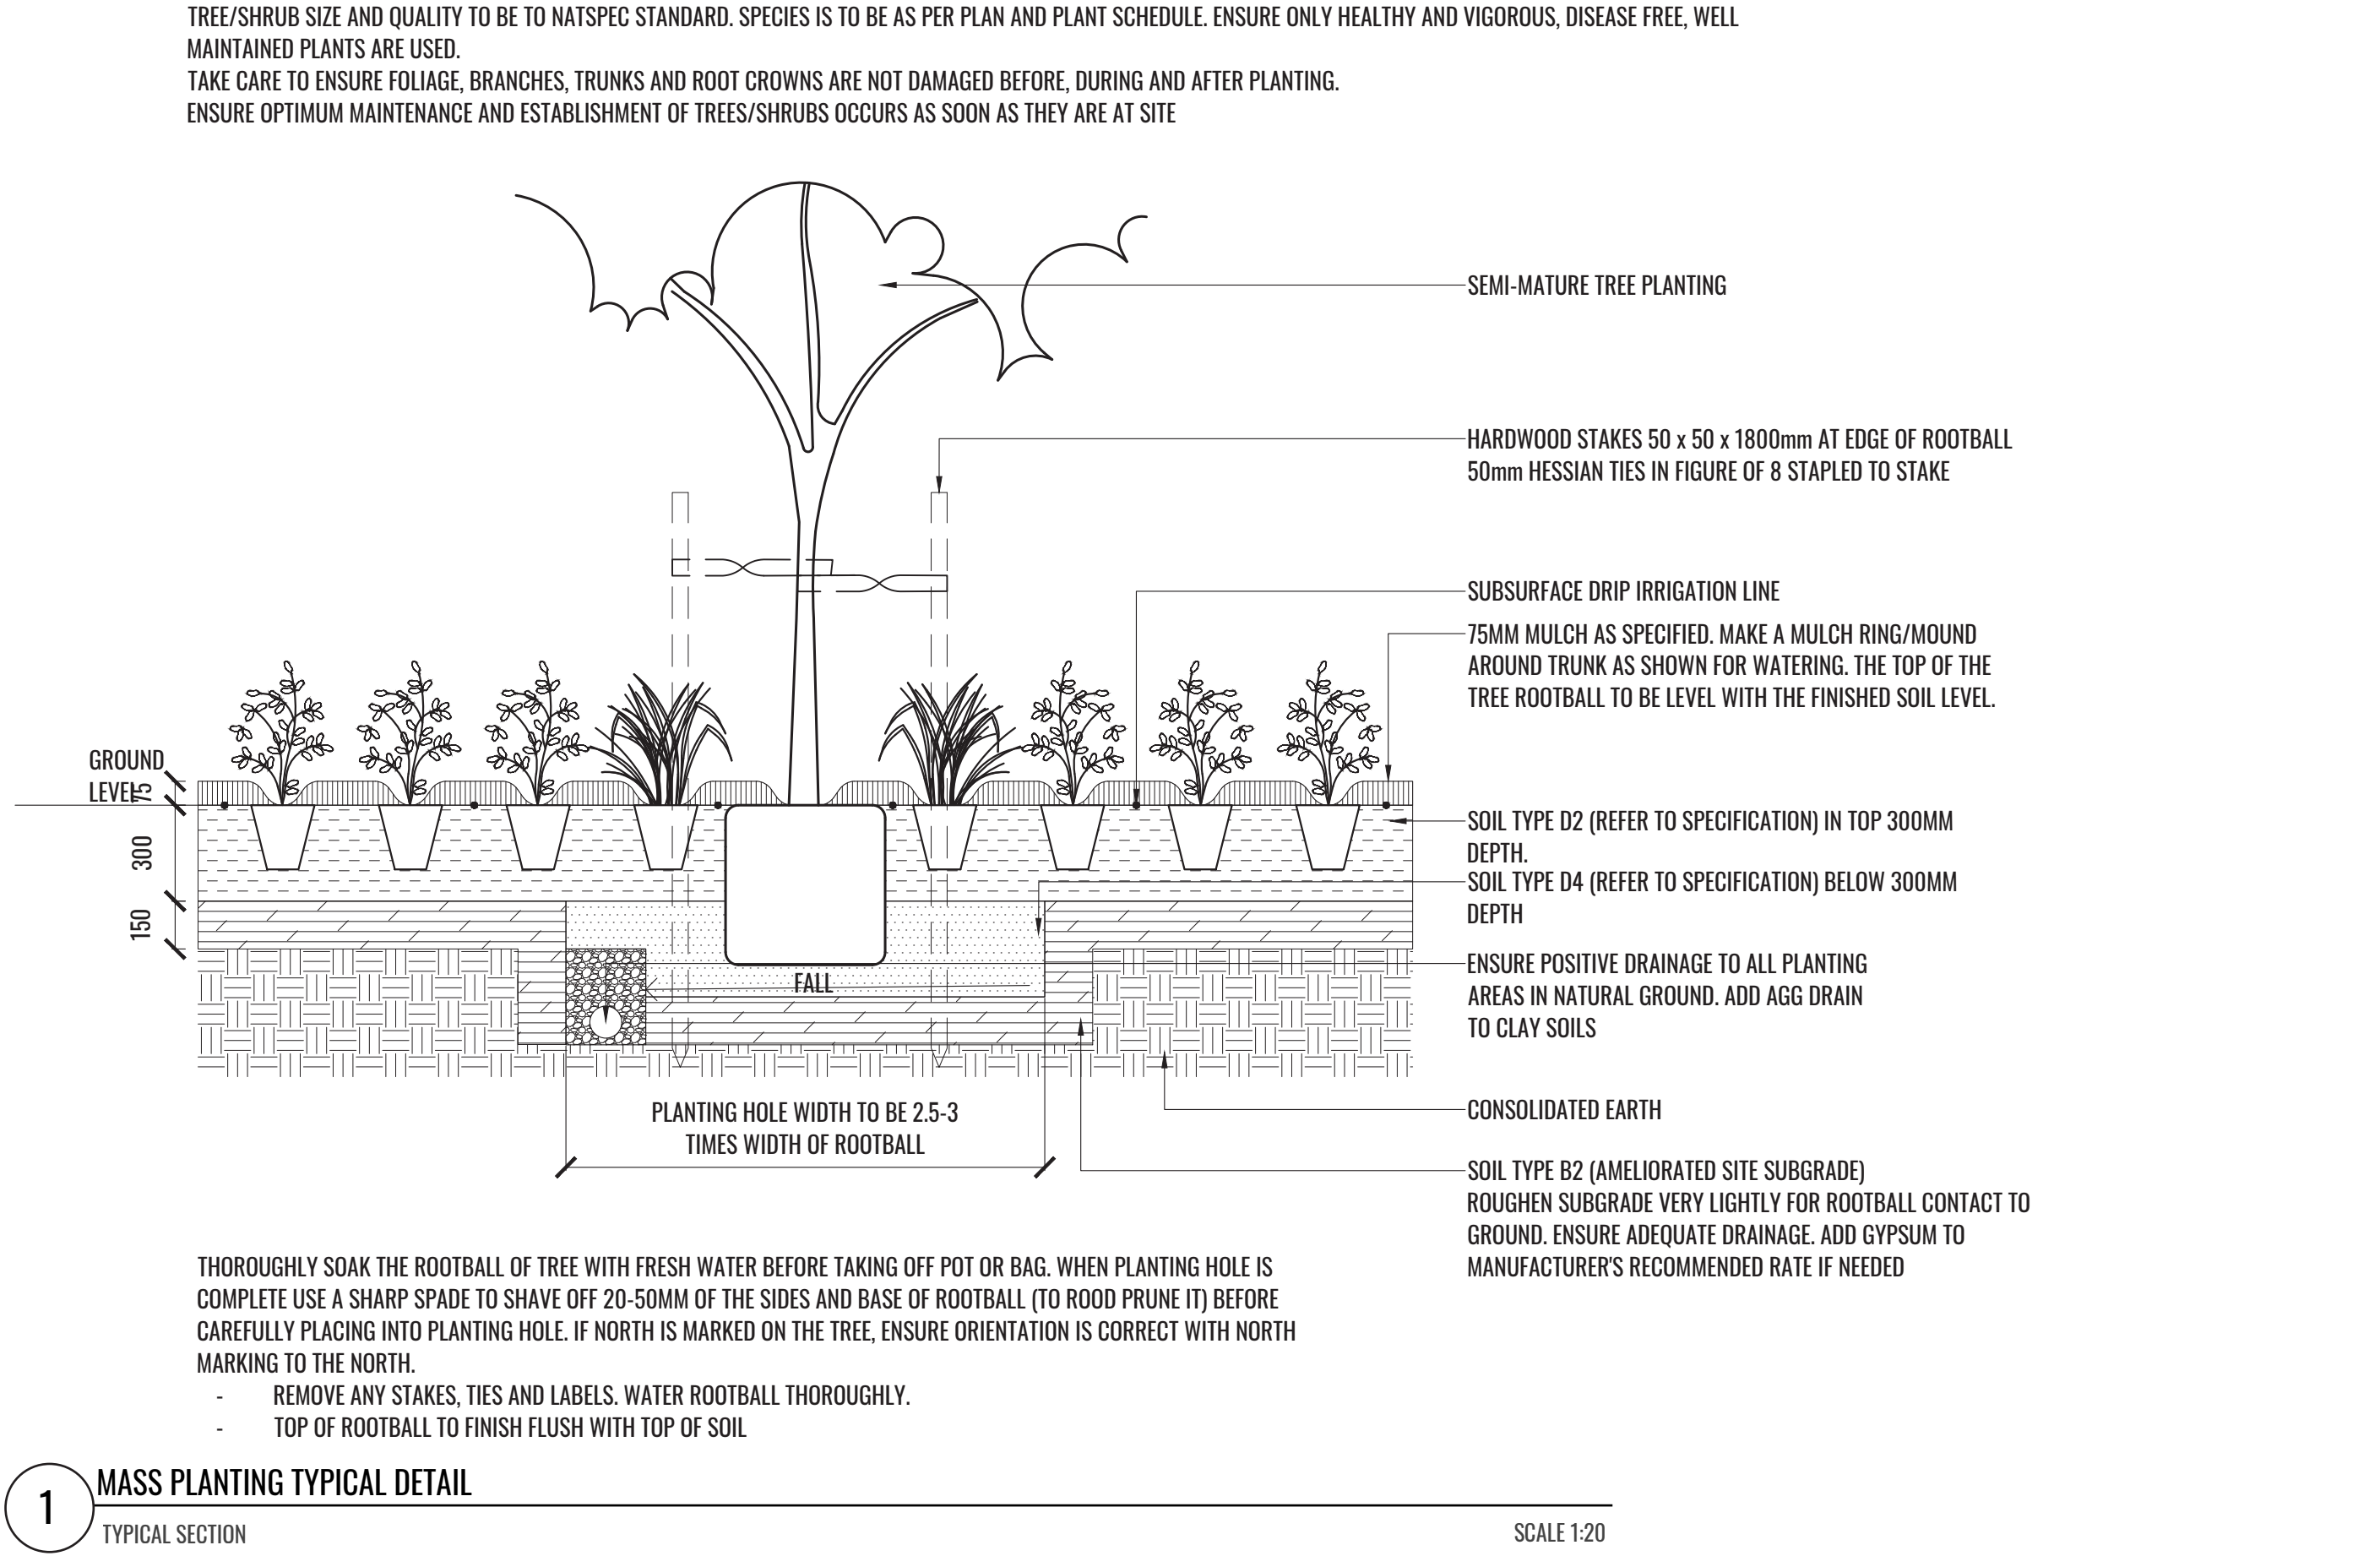 TREE/SHRUB SIZE AND QUALITY TO BE TO NATSPEC STANDARD. SPECIES IS TO BE AS PER PLAN AND PLANT SCHEDULE. ENSURE ONLY HEALTHY AND VIGOROUS, DISEASE FREE, WELL
MAINTAINED PLANTS ARE USED.
TAKE CARE TO ENSURE FOLIAGE, BRANCHES, TRUNKS AND ROOT CROWNS ARE NOT DAMAGED BEFORE, DURING AND AFTER PLANTING.
ENSURE OPTIMUM MAINTENANCE AND ESTABLISHMENT OF TREES/SHRUBS OCCURS AS SOON AS THEY ARE AT SITE
SEMI-MATURE TREE PLANTING
HARDWOOD STAKES 50 x 50 x 1800mm AT EDGE OF ROOTBALL
50mm HESSIAN TIES IN FIGURE OF 8 STAPLED TO STAKE
SUBSURFACE DRIP IRRIGATION LINE
75MM MULCH AS SPECIFIED. MAKE A MULCH RING/MOUND
AROUND TRUNK AS SHOWN FOR WATERING. THE TOP OF THE
TREE ROOTBALL TO BE LEVEL WITH THE FINISHED SOIL LEVEL.
GROUND
LEVEL
75
300
150
SOIL TYPE D2 (REFER TO SPECIFICATION) IN TOP 300MM
DEPTH.
SOIL TYPE D4 (REFER TO SPECIFICATION) BELOW 300MM
DEPTH
ENSURE POSITIVE DRAINAGE TO ALL PLANTING
AREAS IN NATURAL GROUND. ADD AGG DRAIN
TO CLAY SOILS
FALL
CONSOLIDATED EARTH
PLANTING HOLE WIDTH TO BE 2.5-3
TIMES WIDTH OF ROOTBALL
SOIL TYPE B2 (AMELIORATED SITE SUBGRADE)
ROUGHEN SUBGRADE VERY LIGHTLY FOR ROOTBALL CONTACT TO
GROUND. ENSURE ADEQUATE DRAINAGE. ADD GYPSUM TO
MANUFACTURER'S RECOMMENDED RATE IF NEEDED
THOROUGHLY SOAK THE ROOTBALL OF TREE WITH FRESH WATER BEFORE TAKING OFF POT OR BAG. WHEN PLANTING HOLE IS
COMPLETE USE A SHARP SPADE TO SHAVE OFF 20-50MM OF THE SIDES AND BASE OF ROOTBALL (TO ROOD PRUNE IT) BEFORE
CAREFULLY PLACING INTO PLANTING HOLE. IF NORTH IS MARKED ON THE TREE, ENSURE ORIENTATION IS CORRECT WITH NORTH
MARKING TO THE NORTH.
- REMOVE ANY STAKES, TIES AND LABELS. WATER ROOTBALL THOROUGHLY.
- TOP OF ROOTBALL TO FINISH FLUSH WITH TOP OF SOIL
1
MASS PLANTING TYPICAL DETAIL
TYPICAL SECTION
SCALE 1:20